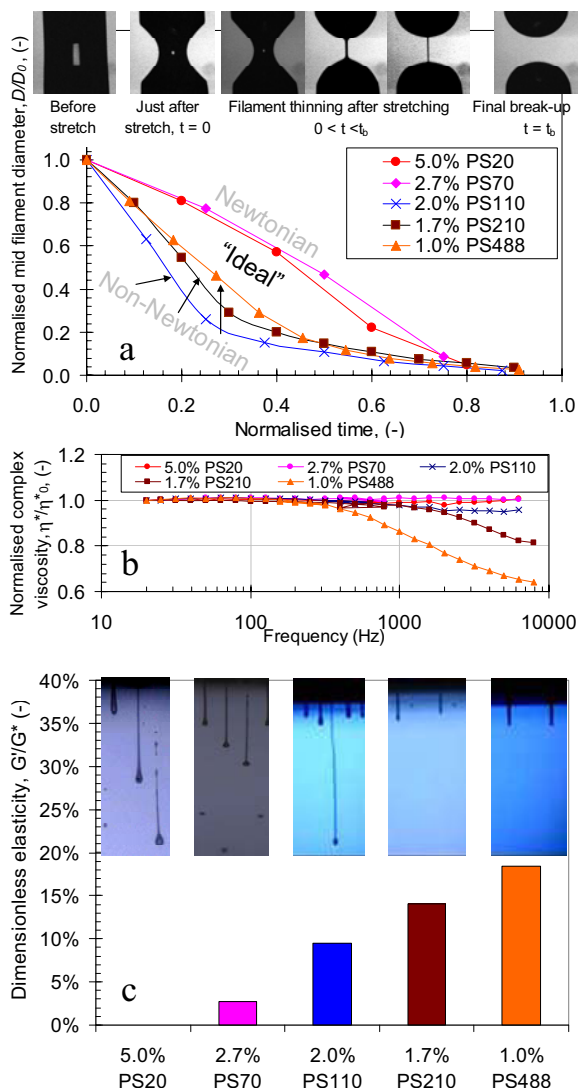 Before
stretch
Just after
stretch, t = 0
Filament thinning after stretching
0 < t <tb
Final break-up
t = tb
Normalised mid filament diameter, D/D0, (-)
1.0
0.8
0.6
0.4
0.2
0.0
Newtonian
"Ideal"
Non-Newtonian
a
5.0% PS20
2.7% PS70
2.0% PS110
1.7% PS210
1.0% PS488
0.0 0.2 0.4 0.6 0.8 1.0
Normalised time, (-)
Normalised complex
viscosity, η*/η*0, (-)
1.2
1.0
0.8
0.6
5.0% PS20 2.7% PS70 2.0% PS110
1.7% PS210 1.0% PS488
b
10 100 1000 10000
Frequency (Hz)
Dimensionless elasticity, G'/G* (-)
40%
35%
30%
25%
20%
15%
10%
5%
0%
c
5.0% 2.7% 2.0% 1.7% 1.0%
PS20 PS70 PS110 PS210 PS488